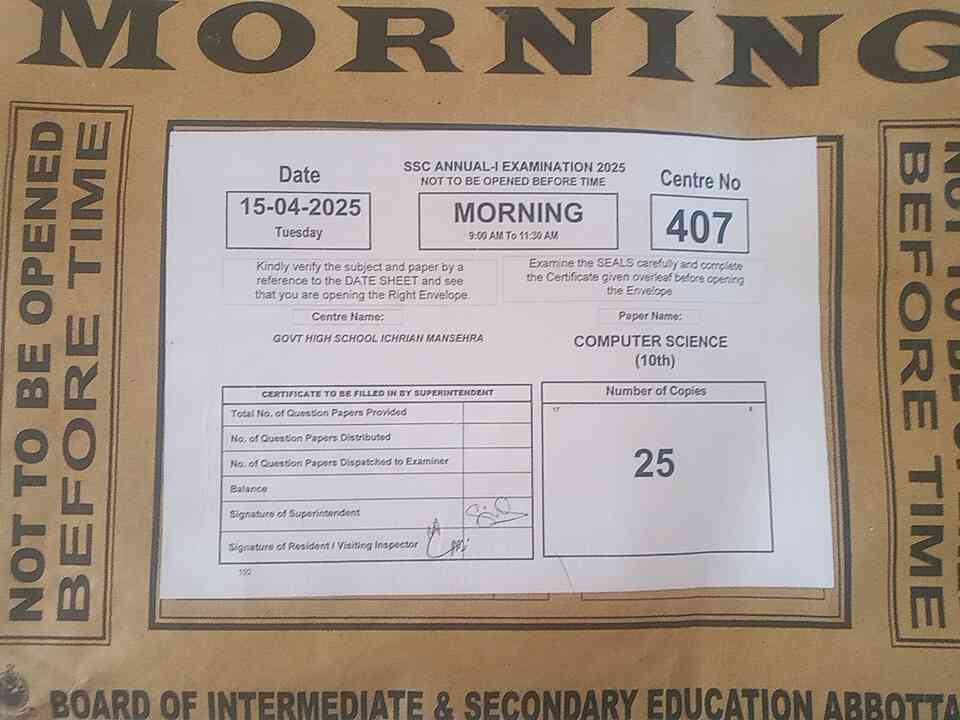 MORNING
NOT TO BE OPENED
BEFORE TIME
Date
15-04-2025
Tuesday
SSC ANNUAL-I EXAMINATION 2025
NOT TO BE OPENED BEFORE TIME
MORNING
9:00 AM To 11:30 AM
Centre No
407
Kindly verify the subject and paper by a
reference to the DATE SHEET and see
that you are opening the Right Envelope.
Examine the SEALS carefully and complete
the Certificate given overleaf before opening
the Envelope
Centre Name:
GOVT HIGH SCHOOL ICHRIAN MANSEHRA
Paper Name:
COMPUTER SCIENCE
(10th)
CERTIFICATE TO BE FILLED IN BY SUPERINTENDENT
Total No. of Question Papers Provided
No. of Question Papers Distributed
No. of Question Papers Dispatched to Examiner
Balance
Signature of Superintendent
Signature of Resident / Visiting Inspector
Number of Copies
17
25
NOT TO BE OPENED
BEFORE TIME
BOARD OF INTERMEDIATE & SECONDARY EDUCATION ABBOTTA